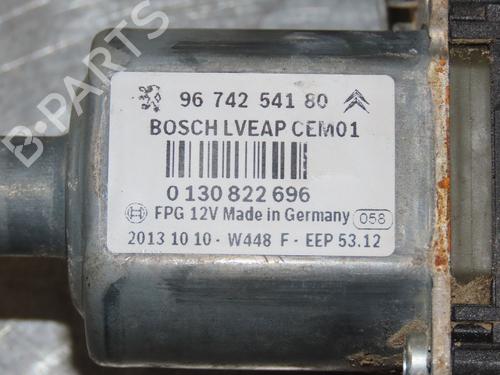 B-PARTS
96 742 541 80
BOSCH LVEAP CEM01
0 130 822 696
FPG 12V Made in Germany 058
2013 10 10 - W448 F - EEP 53.12